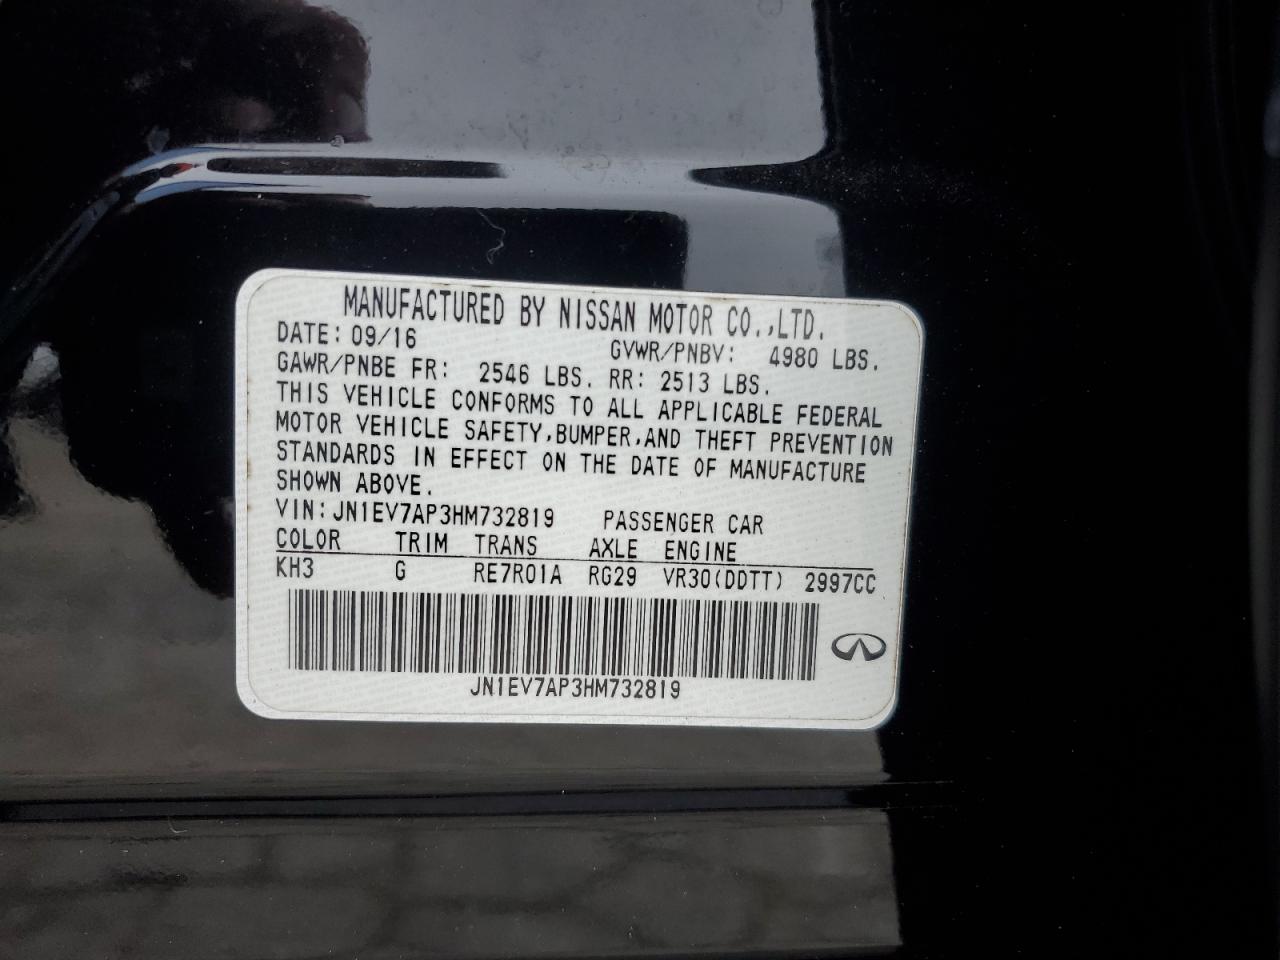 MANUFACTURED BY NISSAN MOTOR CO.,LTD.
DATE: 09/16 GVWR/PNBV: 4980 LBS.
GAWR/PNBE FR: 2546 LBS. RR: 2513 LBS.
THIS VEHICLE CONFORMS TO ALL APPLICABLE FEDERAL
MOTOR VEHICLE SAFETY,BUMPER,AND THEFT PREVENTION
STANDARDS IN EFFECT ON THE DATE OF MANUFACTURE
SHOWN ABOVE.
VIN:JN1EV7AP3HM732819 PASSENGER CAR
COLOR TRIM TRANS AXLE ENGINE
KH3 G RE7R01A RG29 VR30(DDTT) 2997CC
JN1EV7AP3HM732819